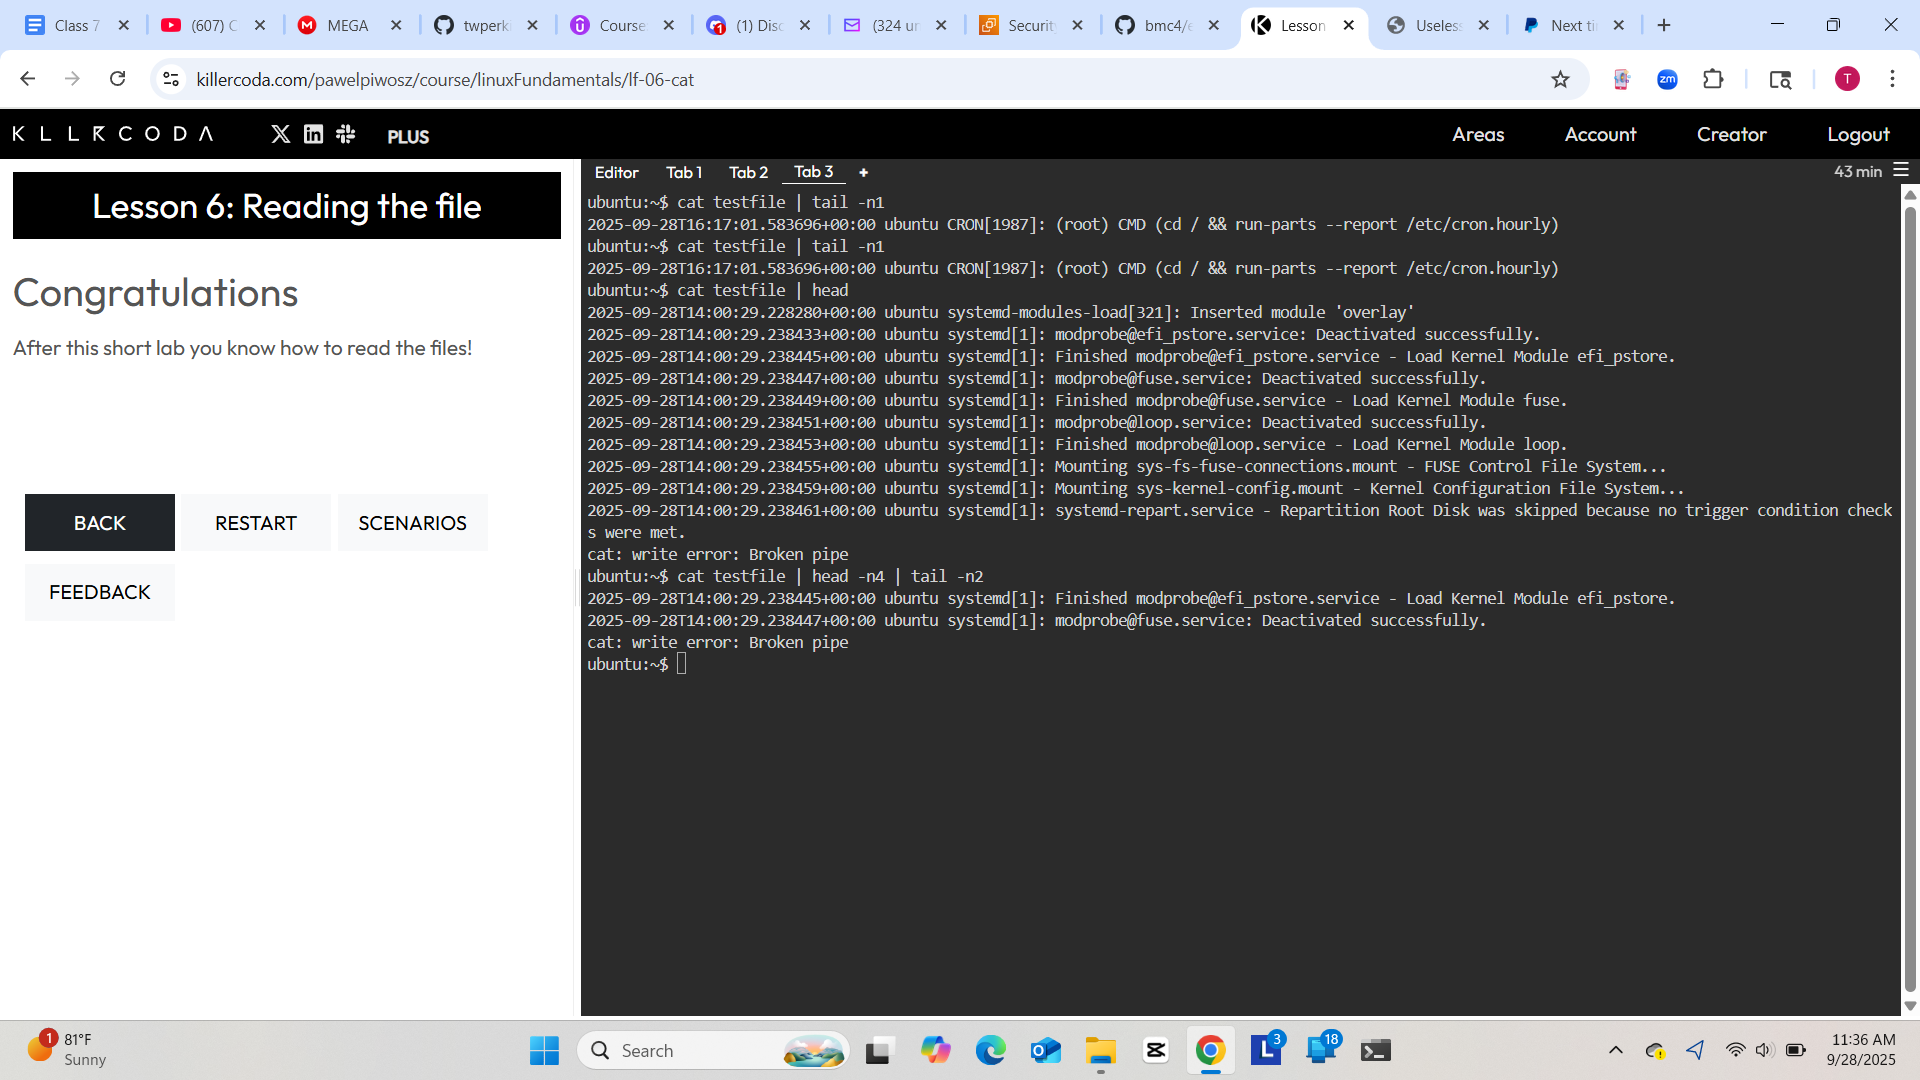 Class 7
(607) C
MEGA
twperki
Course
(1) Disc
(324 un
Security
bmc4/e
Lesson
Useless
Next ti
killercoda.com/pawelpiwosz/course/linuxFundamentals/lf-06-cat
zm
T
KLLRCODA
PLUS
Areas
Account
Creator
Logout
Lesson 6: Reading the file
Congratulations
After this short lab you know how to read the files!
BACK
RESTART
SCENARIOS
FEEDBACK
Editor
Tab 1
Tab 2
Tab 3
+
43 min
ubuntu:~$ cat testfile | tail -n1
2025-09-28T16:17:01.583696+00:00 ubuntu CRON[1987]: (root) CMD (cd / && run-parts --report /etc/cron.hourly)
ubuntu:~$ cat testfile | tail -n1
2025-09-28T16:17:01.583696+00:00 ubuntu CRON[1987]: (root) CMD (cd / && run-parts --report /etc/cron.hourly)
ubuntu:~$ cat testfile | head
2025-09-28T14:00:29.228280+00:00 ubuntu systemd-modules-load[321]: Inserted module 'overlay'
2025-09-28T14:00:29.238433+00:00 ubuntu systemd[1]: modprobe@efi_pstore.service: Deactivated successfully.
2025-09-28T14:00:29.238445+00:00 ubuntu systemd[1]: Finished modprobe@efi_pstore.service - Load Kernel Module efi_pstore.
2025-09-28T14:00:29.238447+00:00 ubuntu systemd[1]: modprobe@fuse.service: Deactivated successfully.
2025-09-28T14:00:29.238449+00:00 ubuntu systemd[1]: Finished modprobe@fuse.service - Load Kernel Module fuse.
2025-09-28T14:00:29.238451+00:00 ubuntu systemd[1]: modprobe@loop.service: Deactivated successfully.
2025-09-28T14:00:29.238453+00:00 ubuntu systemd[1]: Finished modprobe@loop.service - Load Kernel Module loop.
2025-09-28T14:00:29.238455+00:00 ubuntu systemd[1]: Mounting sys-fs-fuse-connections.mount - FUSE Control File System...
2025-09-28T14:00:29.238459+00:00 ubuntu systemd[1]: Mounting sys-kernel-config.mount - Kernel Configuration File System...
2025-09-28T14:00:29.238461+00:00 ubuntu systemd[1]: systemd-repart.service - Repartition Root Disk was skipped because no trigger condition check
s were met.
cat: write error: Broken pipe
ubuntu:~$ cat testfile | head -n4 | tail -n2
2025-09-28T14:00:29.238445+00:00 ubuntu systemd[1]: Finished modprobe@efi_pstore.service - Load Kernel Module efi_pstore.
2025-09-28T14:00:29.238447+00:00 ubuntu systemd[1]: modprobe@fuse.service: Deactivated successfully.
cat: write error: Broken pipe
ubuntu:~$
1
81°F
Sunny
Search
3
18
11:36 AM
9/28/2025